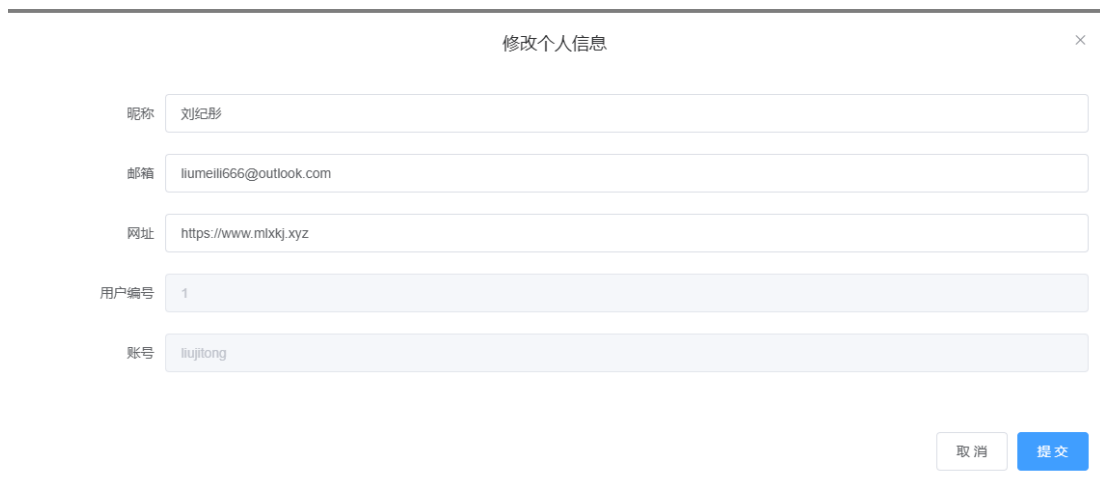 修改个人信息
昵称 刘纪彤
邮箱 liumeili666@outlook.com
网址 https://www.mlxkj.xyz
用户编号 1
账号 liujitong
取消 提交